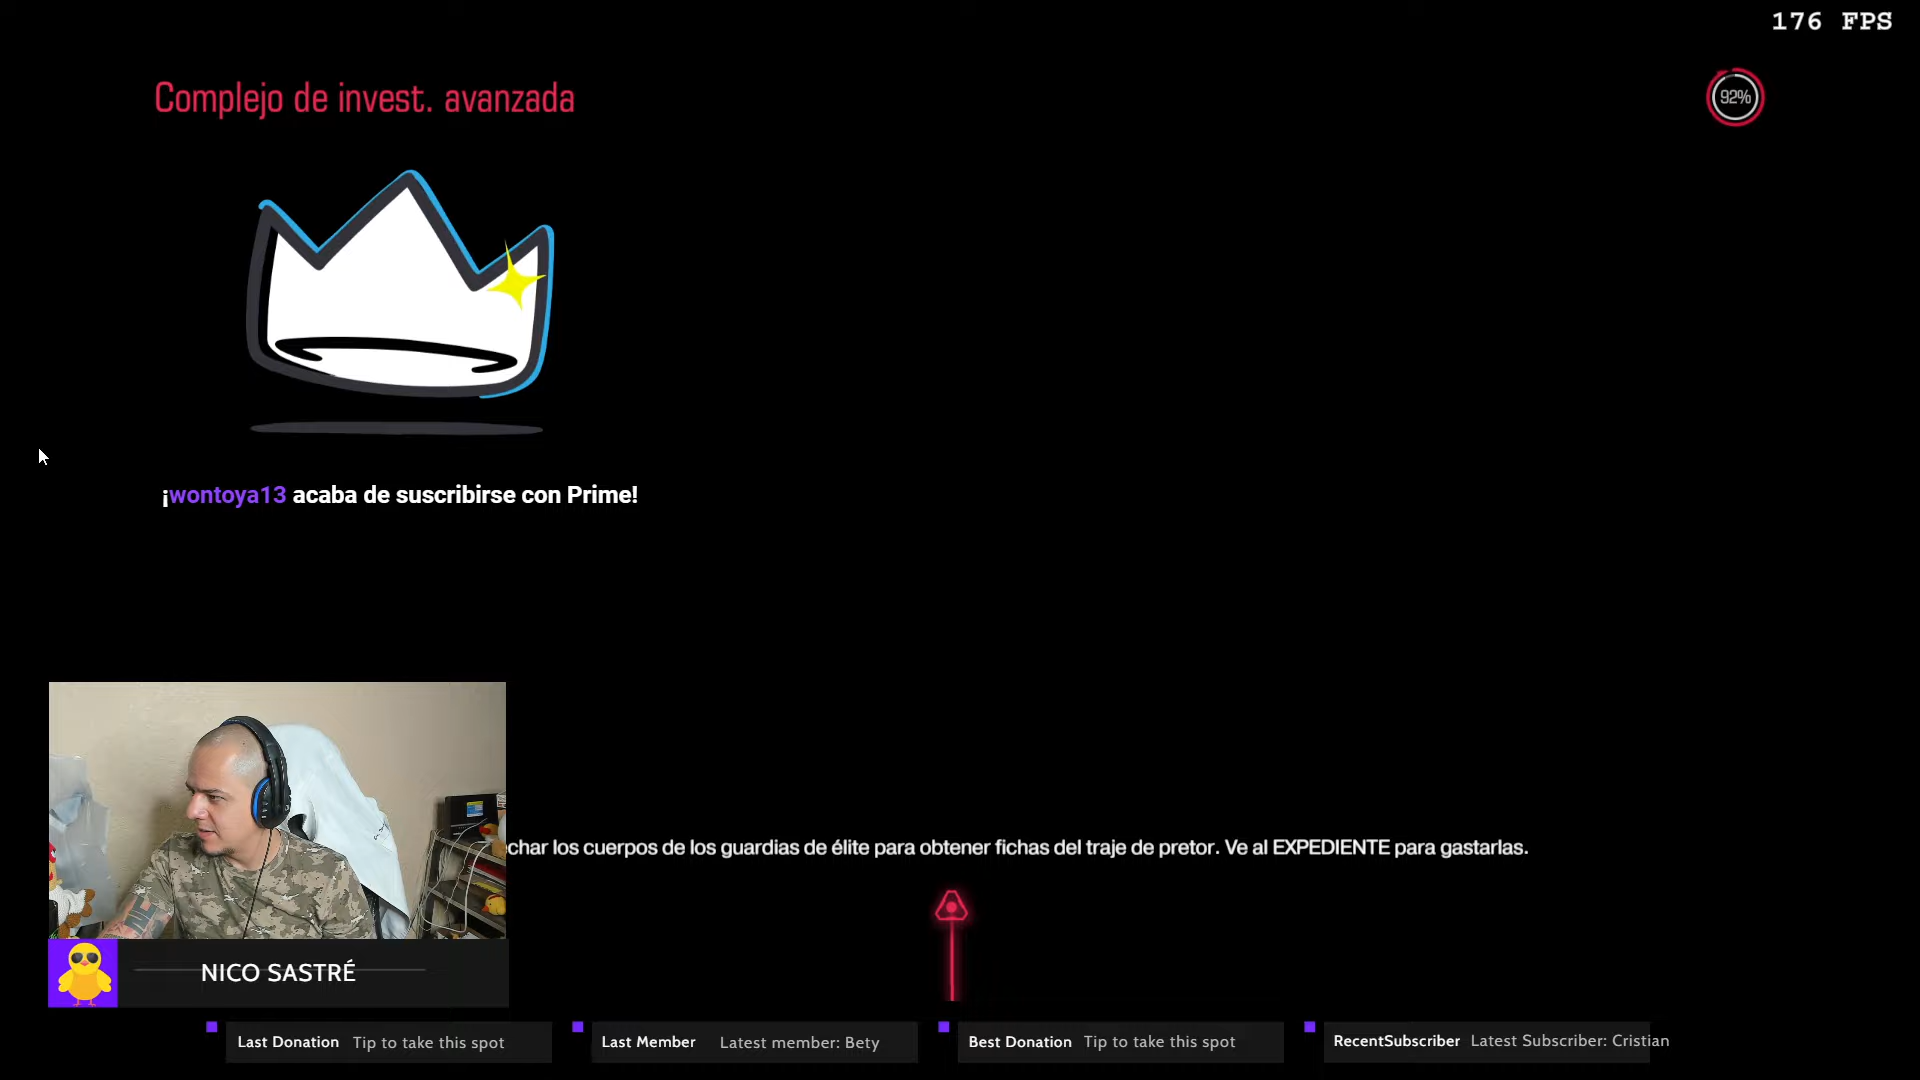 176 FPS
Complejo de invest. avanzada
92%
¡wontoya13 acaba de suscribirse con Prime!
char los cuerpos de los guardias de élite para obtener fichas del traje de pretor. Ve al EXPEDIENTE para gastarlas.
NICO SASTRÉ
Last Donation Tip to take this spot
Last Member Latest member: Bety
Best Donation Tip to take this spot
RecentSubscriber Latest Subscriber: Cristian